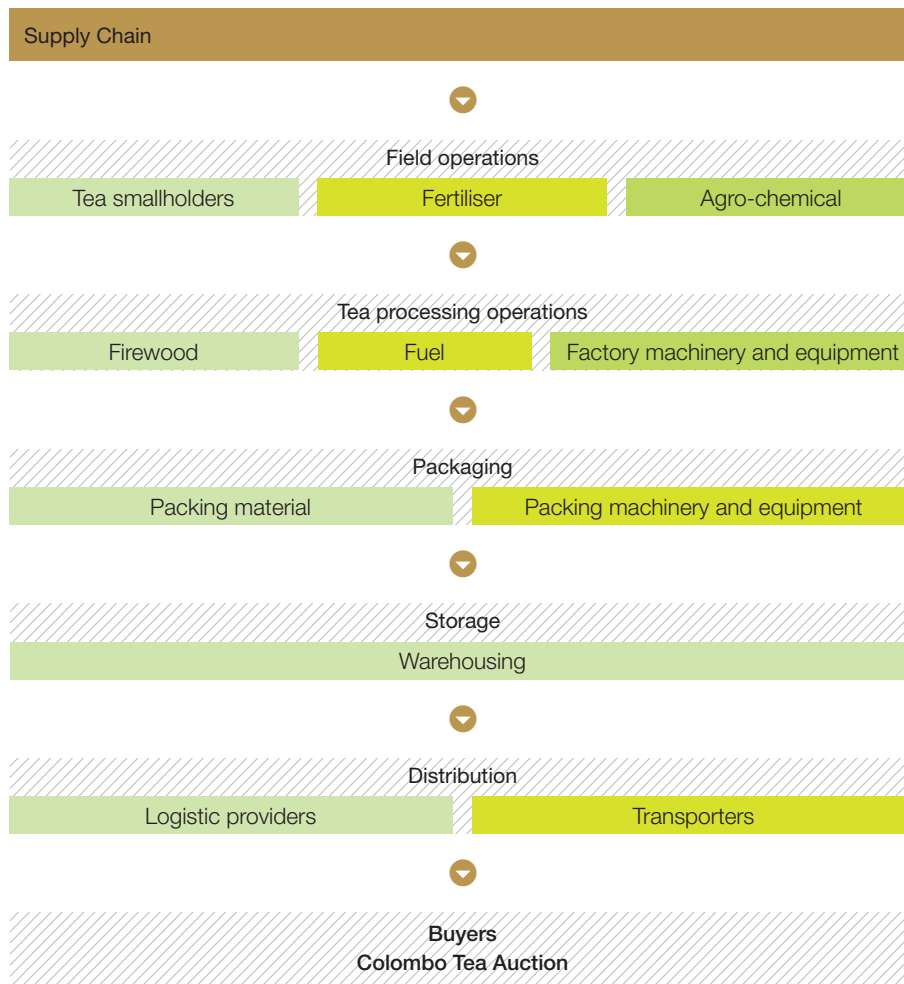 Supply Chain
Field operations
Tea smallholders
Fertiliser
Agro-chemical
Tea processing operations
Firewood
Fuel
Factory machinery and equipment
Packaging
Packing material
Packing machinery and equipment
Storage
Warehousing
Distribution
Logistic providers
Transporters
Buyers
Colombo Tea Auction